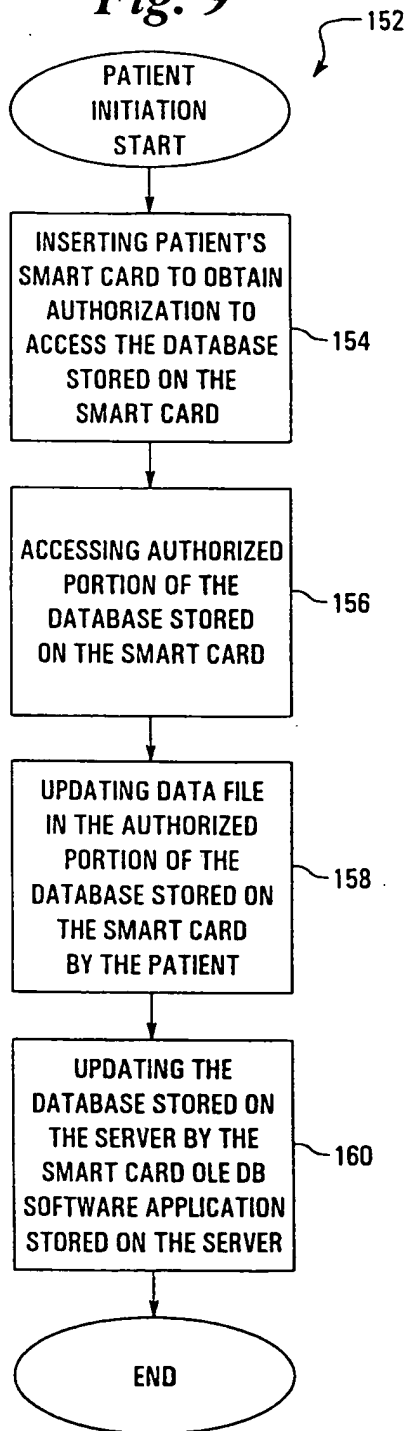 Fig. 9
152
PATIENT
INITIATION
START
INSERTING PATIENT'S
SMART CARD TO OBTAIN
AUTHORIZATION TO
ACCESS THE DATABASE
STORED ON THE
SMART CARD
154
ACCESSING AUTHORIZED
PORTION OF THE
DATABASE STORED
ON THE SMART CARD
156
UPDATING DATA FILE
IN THE AUTHORIZED
PORTION OF THE
DATABASE STORED ON
THE SMART CARD
BY THE PATIENT
158
UPDATING THE
DATABASE STORED ON
THE SERVER BY THE
SMART CARD OLE DB
SOFTWARE APPLICATION
STORED ON THE SERVER
160
END